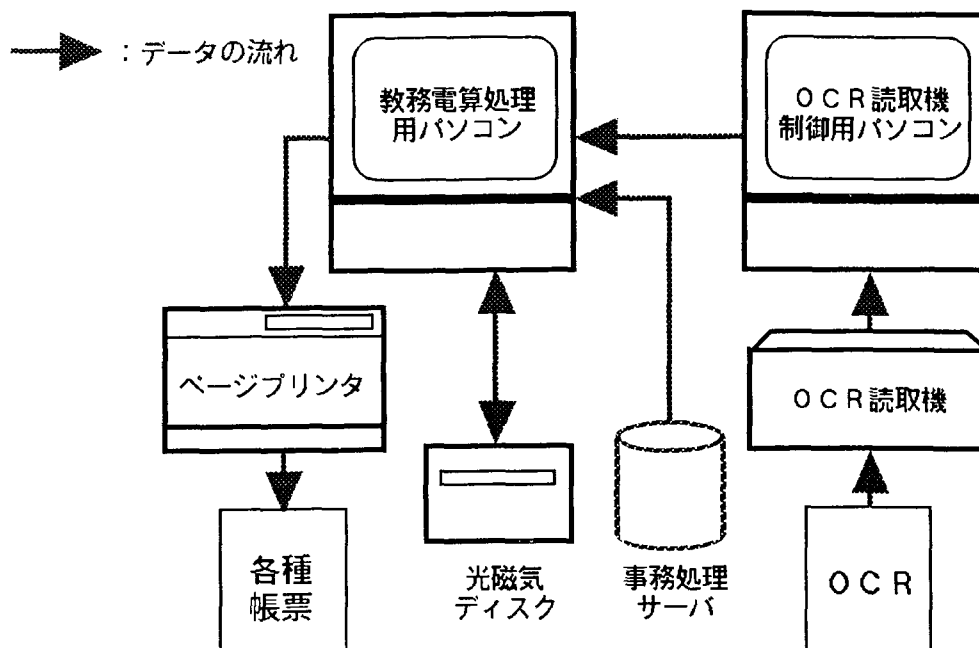 ：データの流れ
教務電算処理
用パソコン
ＯＣＲ読取機
制御用パソコン
ページプリンタ
ＯＣＲ読取機
各種
帳票
光磁気
ディスク
事務処理
サーバ
ＯＣＲ